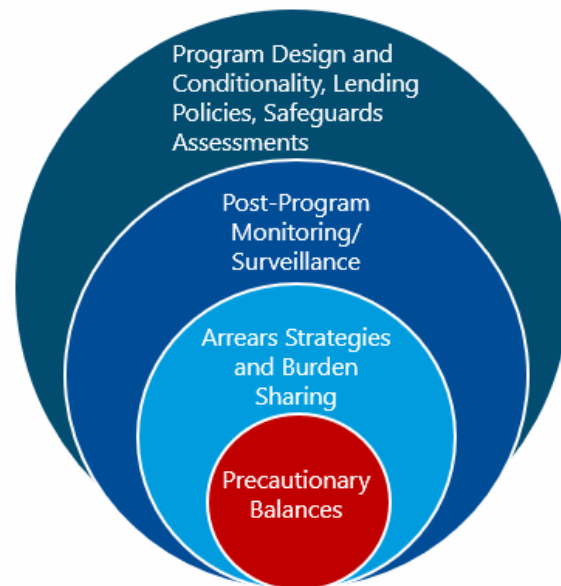 Program Design and
Conditionality, Lending
Policies, Safeguards
Assessments
Post-Program
Monitoring/
Surveillance
Arrears Strategies
and Burden
Sharing
Precautionary
Balances